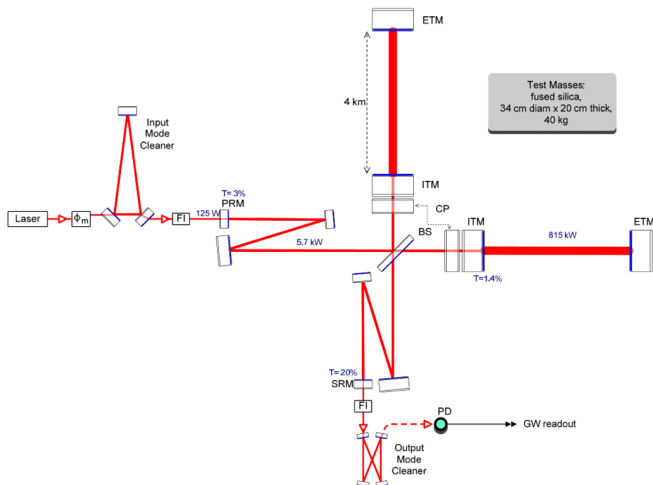 ETM
Test Masses:
fused silica,
34 cm diam x 20 cm thick,
40 kg
4 km
Input
Mode
Cleaner
T= 3%
PRM
ITM
CP
Laser
ϕm
FI
125 W
BS
ITM
ETM
5.7 kW
815 kW
T=1.4%
T= 20%
SRM
FI
PD
GW readout
Output
Mode
Cleaner